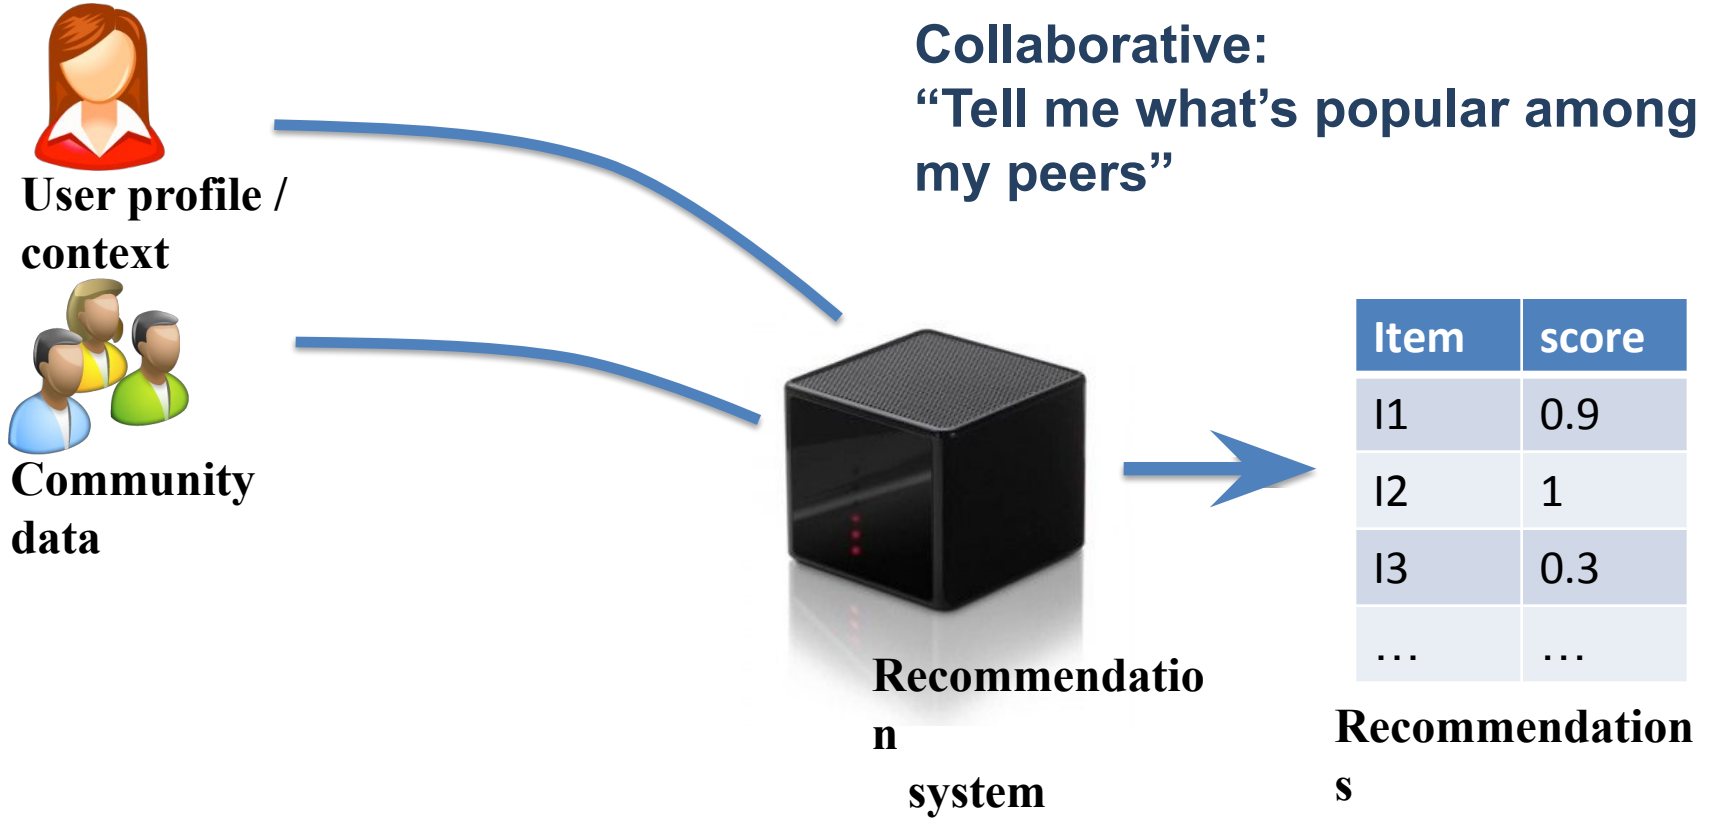 Collaborative:
“Tell me what’s popular among
my peers”
User profile /
context
Community
data
Recommendatio
n
system
Item score
I1 0.9
I2 1
I3 0.3
... ...
Recommendation
s